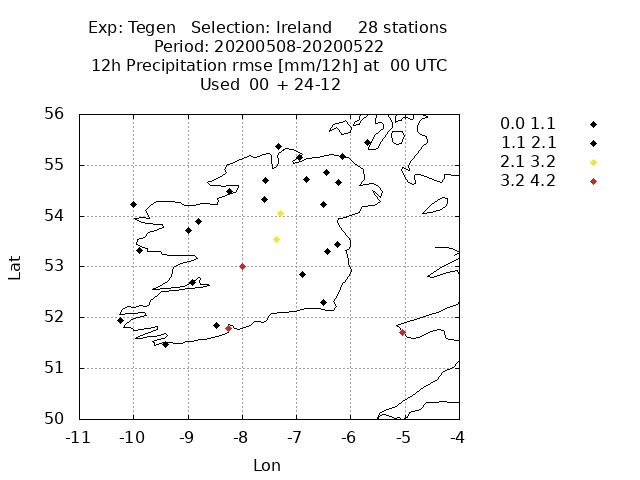 Exp: Tegen   Selection: Ireland     28 stations
Period: 20200508-20200522
12h Precipitation rmse [mm/12h] at  00 UTC
Used  00 + 24-12
0.0 1.1
1.1 2.1
2.1 3.2
3.2 4.2
56
55
54
53
52
51
50
Lat
-11 -10 -9 -8 -7 -6 -5 -4
Lon